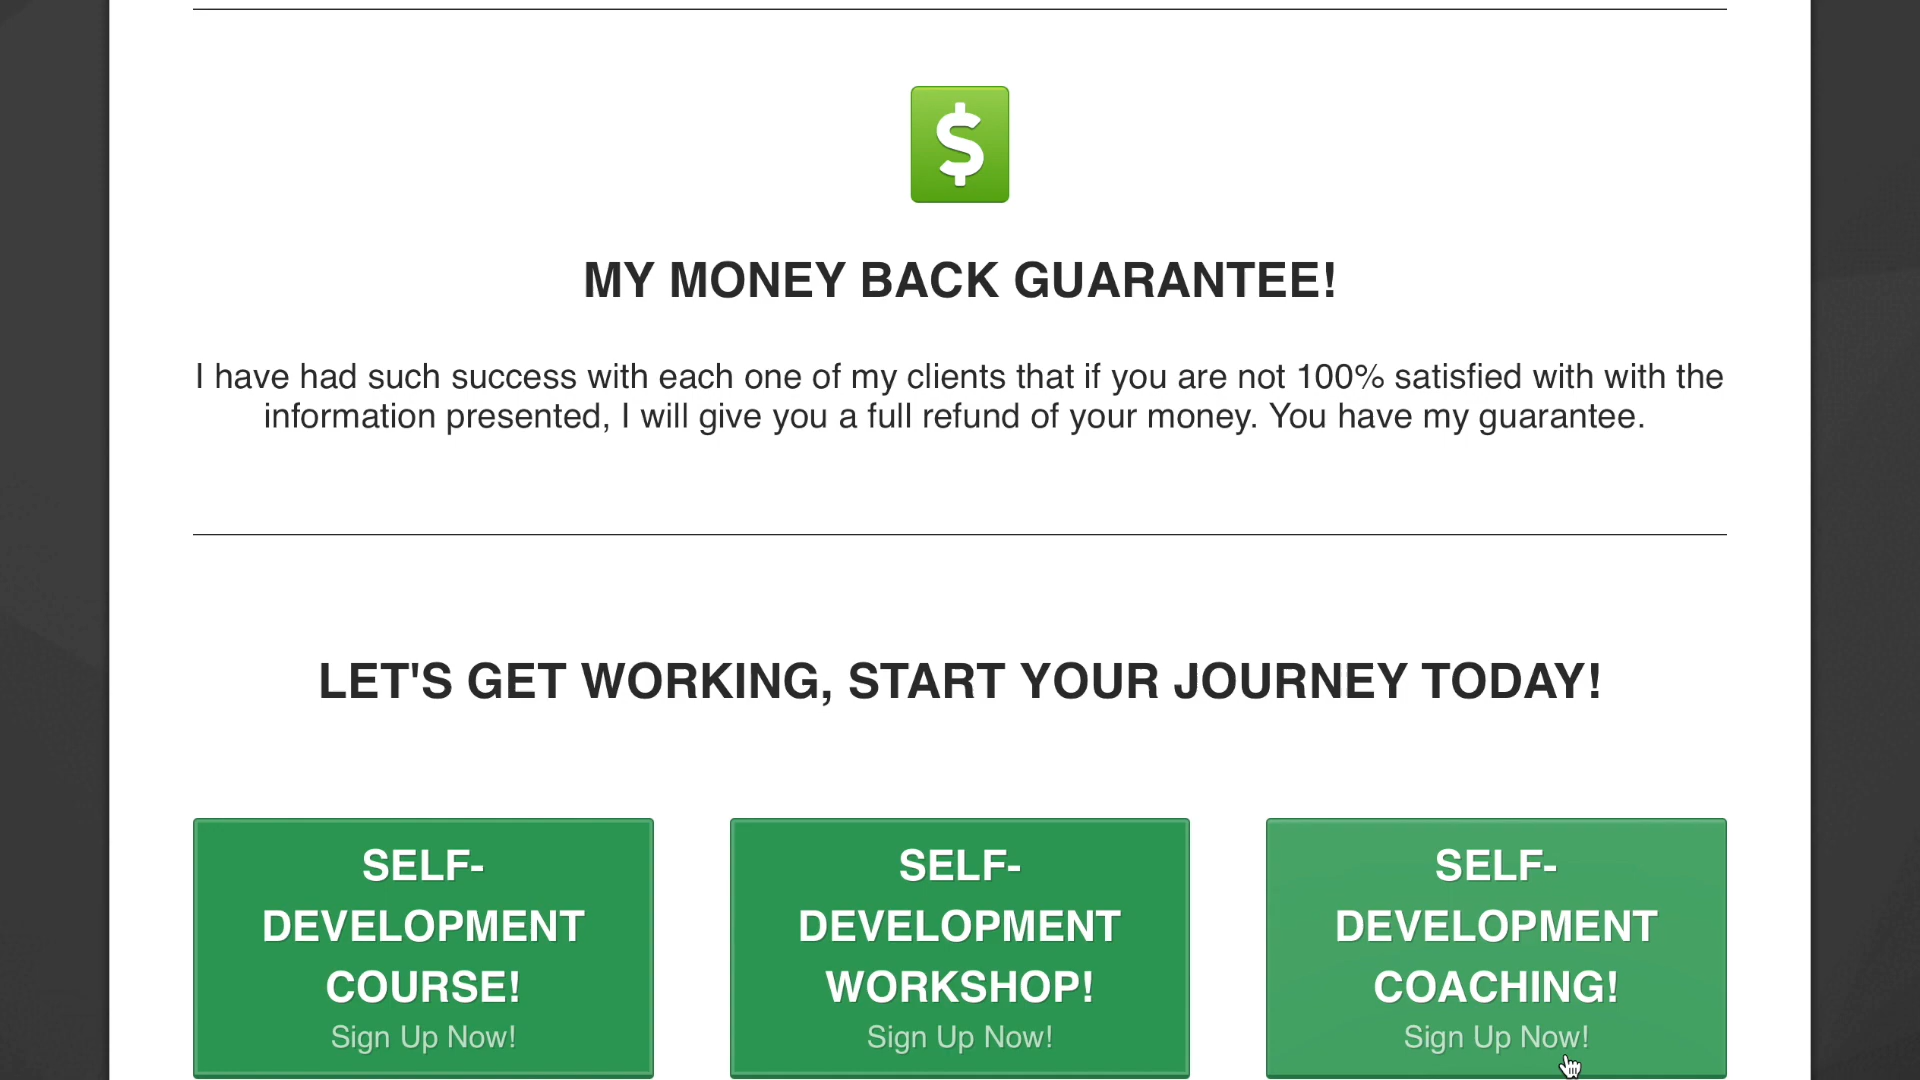 $
MY MONEY BACK GUARANTEE!
I have had such success with each one of my clients that if you are not 100% satisfied with with the
information presented, I will give you a full refund of your money. You have my guarantee.
LET'S GET WORKING, START YOUR JOURNEY TODAY!
SELF-
DEVELOPMENT
COURSE!
Sign Up Now!
SELF-
DEVELOPMENT
WORKSHOP!
Sign Up Now!
SELF-
DEVELOPMENT
COACHING!
Sign Up Now!